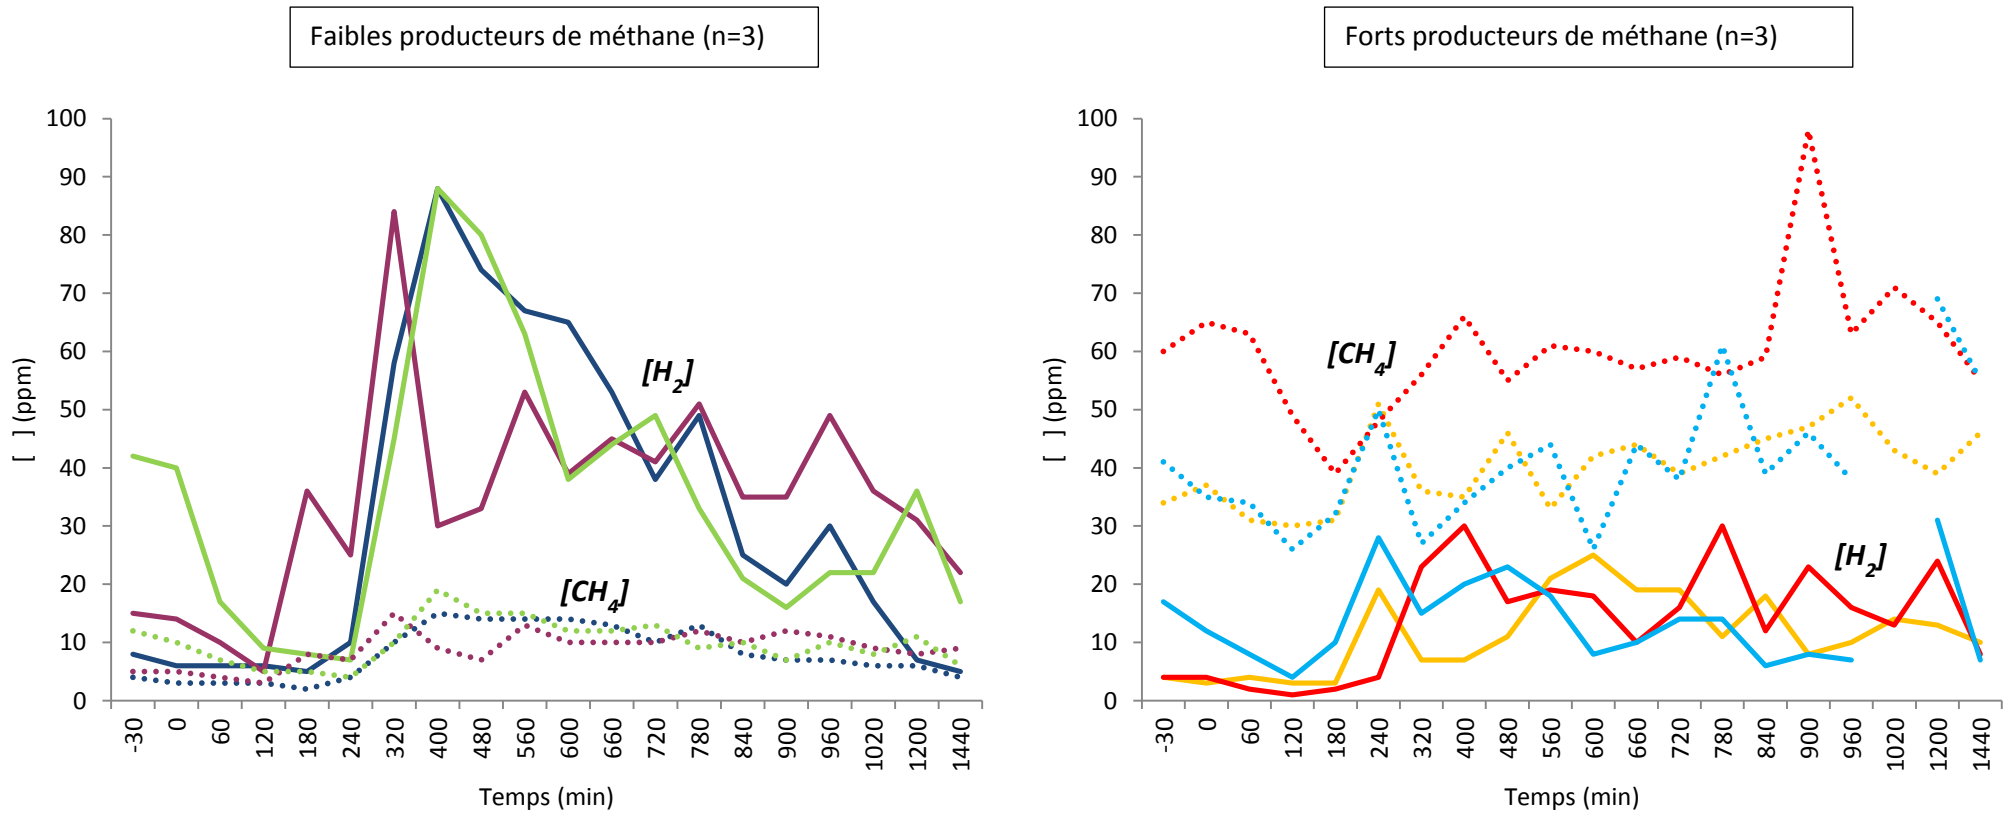 Faibles producteurs de méthane (n=3)
100
90
80
70
60
50
40
30
20
10
0
[ ] (ppm)
[H2]
[CH4]
-30 0 60 120 180 240 320 400 480 560 600 660 720 780 840 900 960 1020 1200 1440
Temps (min)
Forts producteurs de méthane (n=3)
100
90
80
70
60
50
40
30
20
10
0
[ ] (ppm)
[CH4]
[H2]
-30 0 60 120 180 240 320 400 480 560 600 660 720 780 840 900 960 1020 1200 1440
Temps (min)